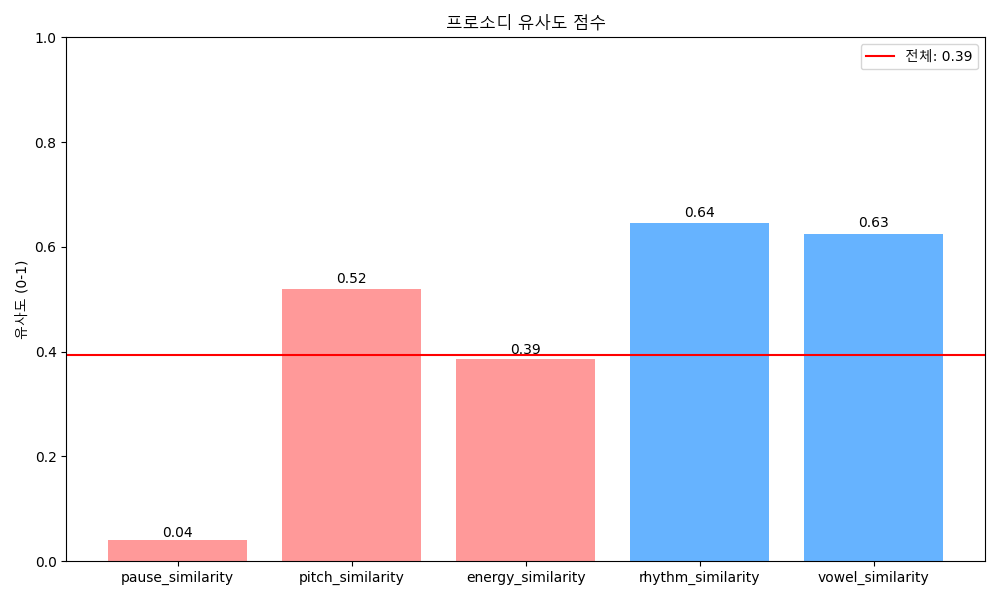 프로소디 유사도 점수
전체: 0.39
유사도 (0-1)
1.0
0.8
0.6
0.4
0.2
0.0
0.04
0.52
0.39
0.64
0.63
pause_similarity
pitch_similarity
energy_similarity
rhythm_similarity
vowel_similarity